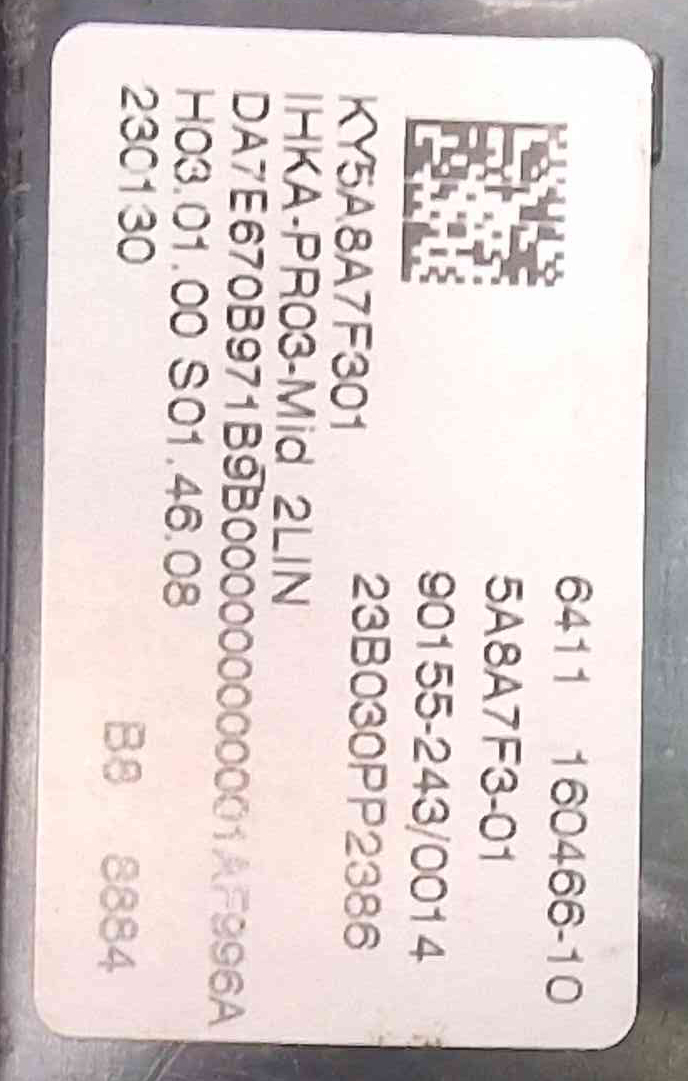 6411 160466-10
5A8A7F3-01
90155-243/0014
KY5A8A7F301 23B030PP2386
IHKA-PR03-Mid 2LIN
DA7E670B971B9B0000000000001AF996A
H03.01.00 S01.46.08
230130 B8 8884